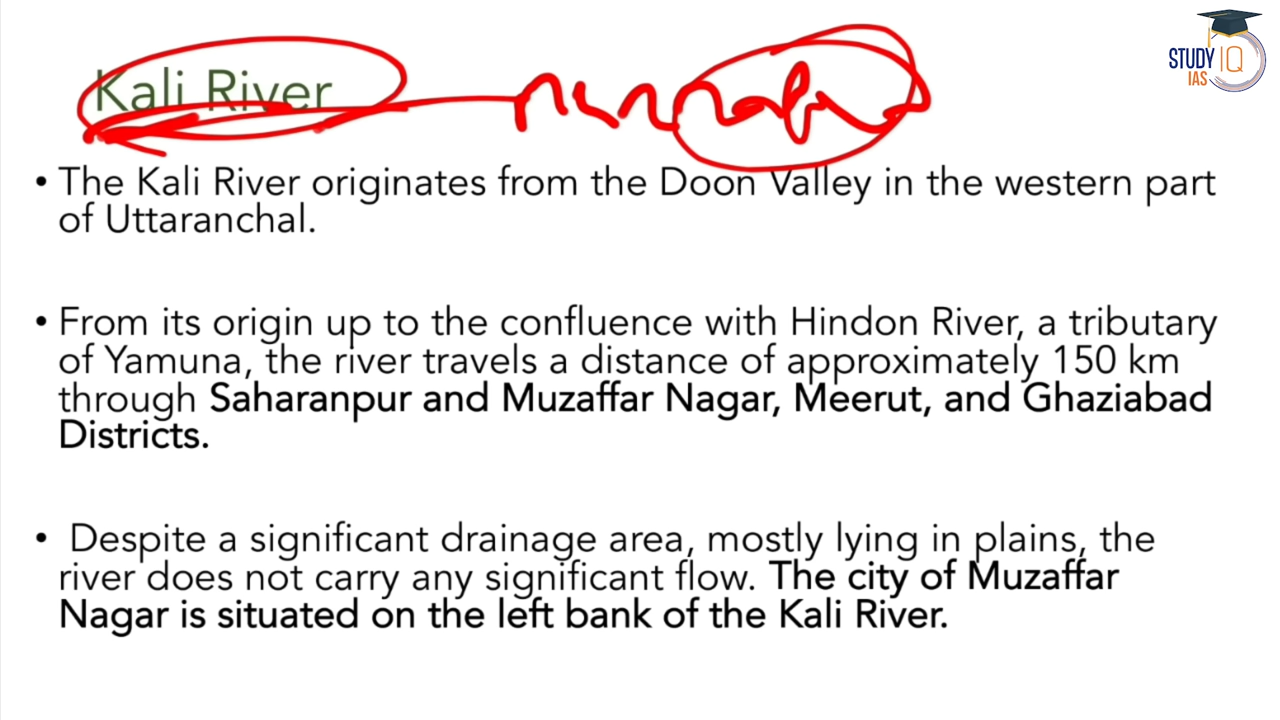 STUDY IQ
IAS
Kali River
• The Kali River originates from the Doon Valley in the western part
of Uttaranchal.
• From its origin up to the confluence with Hindon River, a tributary
of Yamuna, the river travels a distance of approximately 150 km
through Saharanpur and Muzaffar Nagar, Meerut, and Ghaziabad
Districts.
• Despite a significant drainage area, mostly lying in plains, the
river does not carry any significant flow. The city of Muzaffar
Nagar is situated on the left bank of the Kali River.